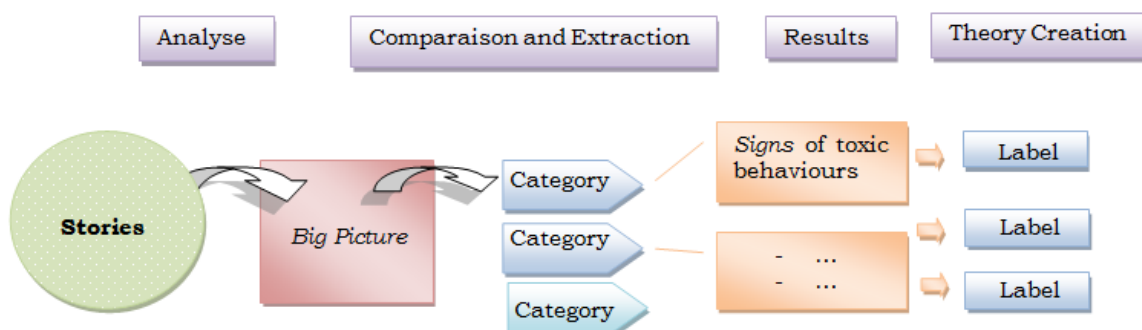 Analyse
Comparaison and Extraction
Results
Theory Creation
Stories
Big Picture
Category
Category
Category
Signs of toxic
behaviours
- ...
- ...
Label
Label
Label